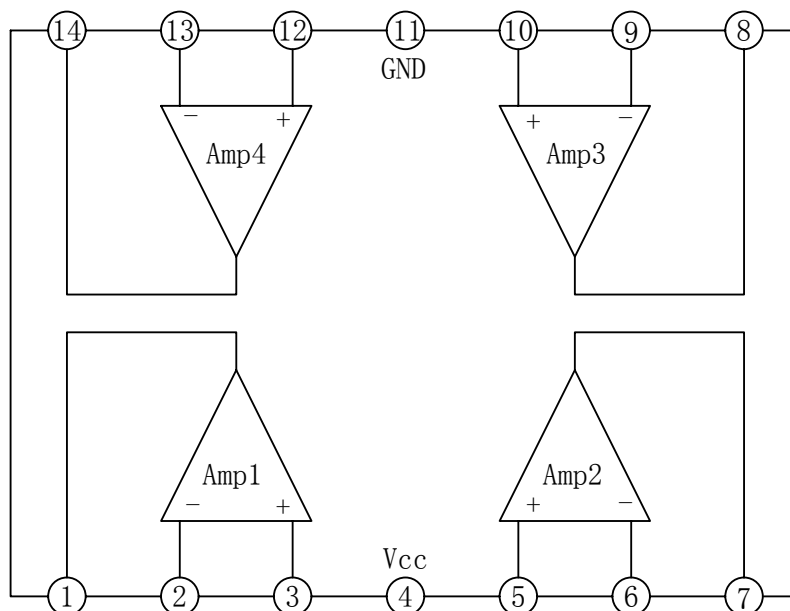 14 13 12 11 10 9 8
GND
− + + −
Amp4 Amp3
Amp1 Amp2
− + + −
Vcc
1 2 3 4 5 6 7